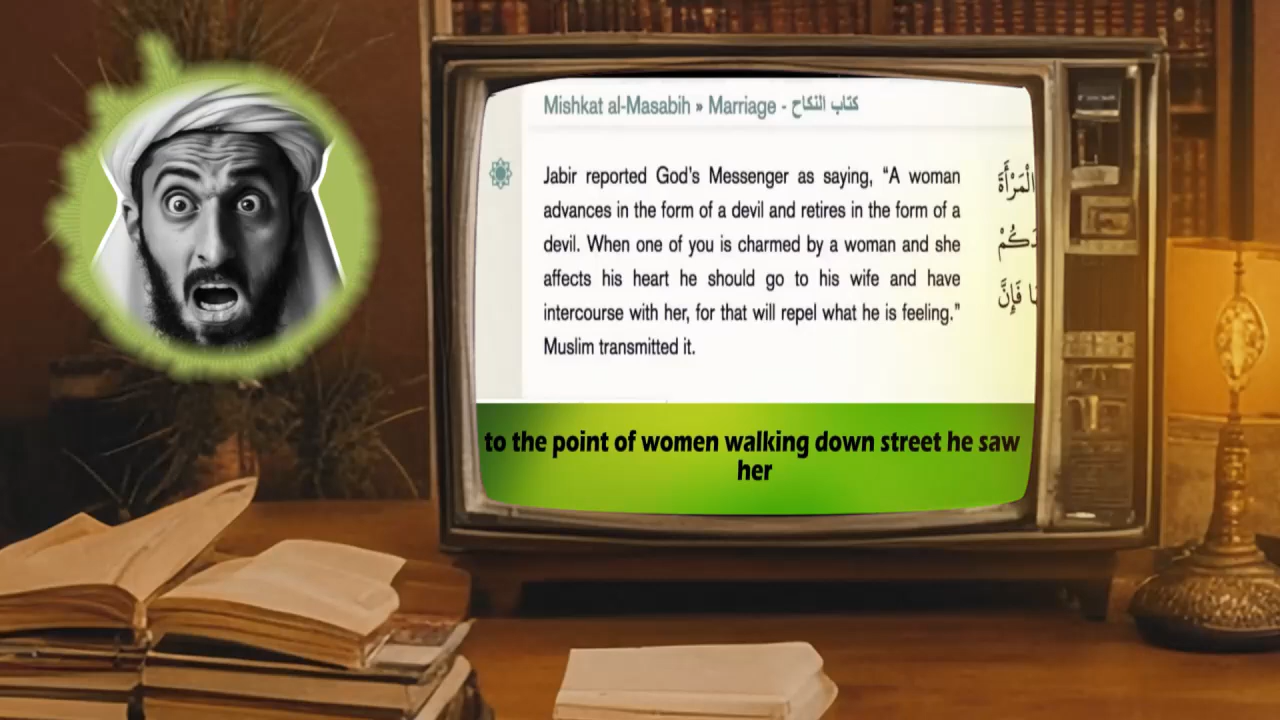 Mishkat al-Masabih » Marriage - كتاب النكاح
Jabir reported God's Messenger as saying, “A woman
advances in the form of a devil and retires in the form of a
devil. When one of you is charmed by a woman and she
affects his heart he should go to his wife and have
intercourse with her, for that will repel what he is feeling.”
Muslim transmitted it.
الْمَرْأَةَ
فَإِنَّ
to the point of women walking down street he saw
her